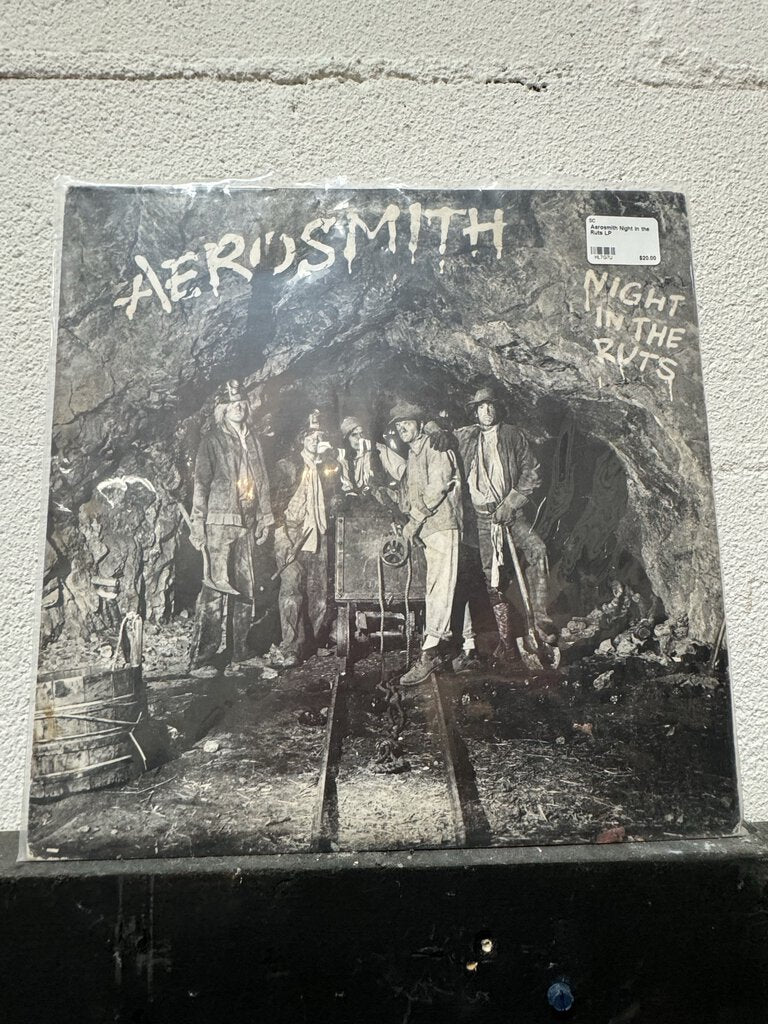 AEROSMITH
SC
Aerosmith Night in the
Ruts LP
$20.00
NIGHT
IN THE
RUTS